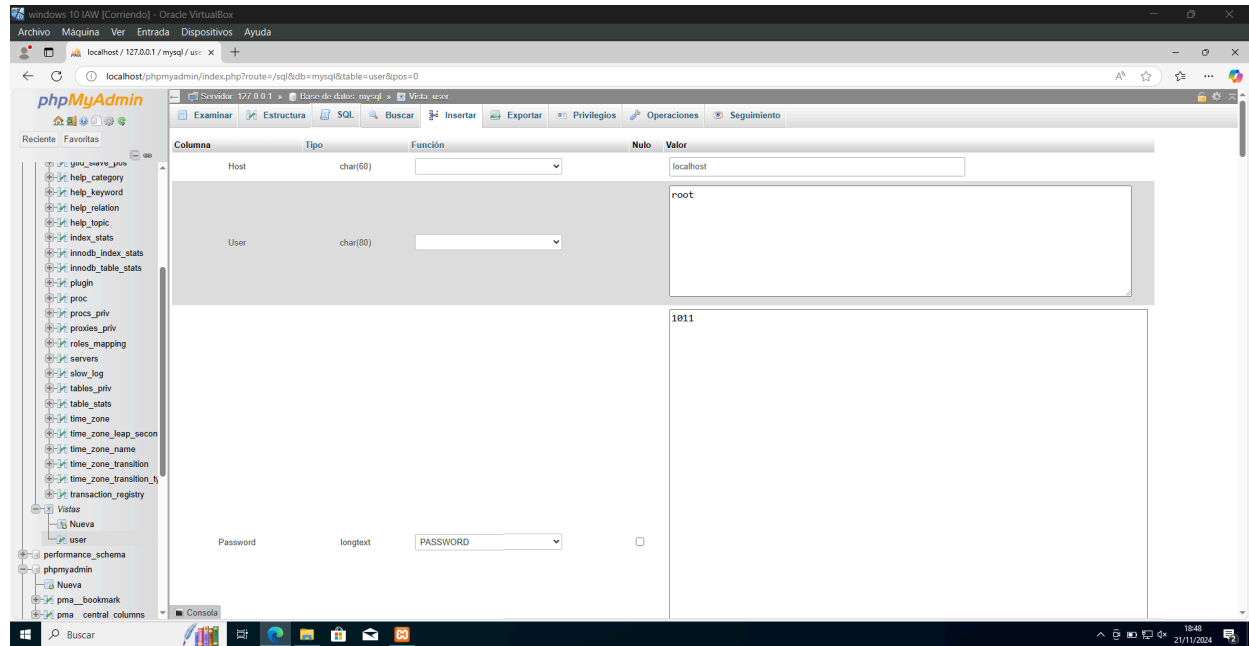 windows 10 IAW [Corriendo] - Oracle VirtualBox
Archivo Máquina Ver Entrada Dispositivos Ayuda
localhost / 127.0.0.1 / mysql / use
localhost/phpmyadmin/index.php?route=/sql&db=mysql&table=user&pos=0
phpMyAdmin
Reciente Favoritas
gtid_slave_pos
help_category
help_keyword
help_relation
help_topic
index_stats
innodb_index_stats
innodb_table_stats
plugin
proc
procs_priv
proxies_priv
roles_mapping
servers
slow_log
tables_priv
table_stats
time_zone
time_zone_leap_secon
time_zone_name
time_zone_transition
time_zone_transition_ty
transaction_registry
Vistas
Nueva
user
performance_schema
phpmyadmin
Nueva
pma__bookmark
pma__central_columns
Servidor: 127.0.0.1 » Base de datos: mysql » Vista: user
Examinar Estructura SQL Buscar Insertar Exportar Privilegios Operaciones Seguimiento
Columna Tipo Función Nulo Valor
Host char(60) localhost
User char(80) root
Password longtext PASSWORD 1011
Consola
Buscar
18:48
21/11/2024